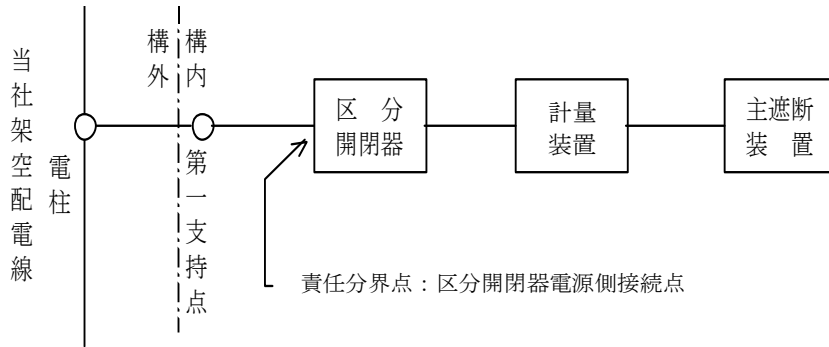 当社架空配電線
電柱
構外
構内
第一支持点
区　分
開閉器
計量
装置
主遮断
装　置
責任分界点：区分開閉器電源側接続点